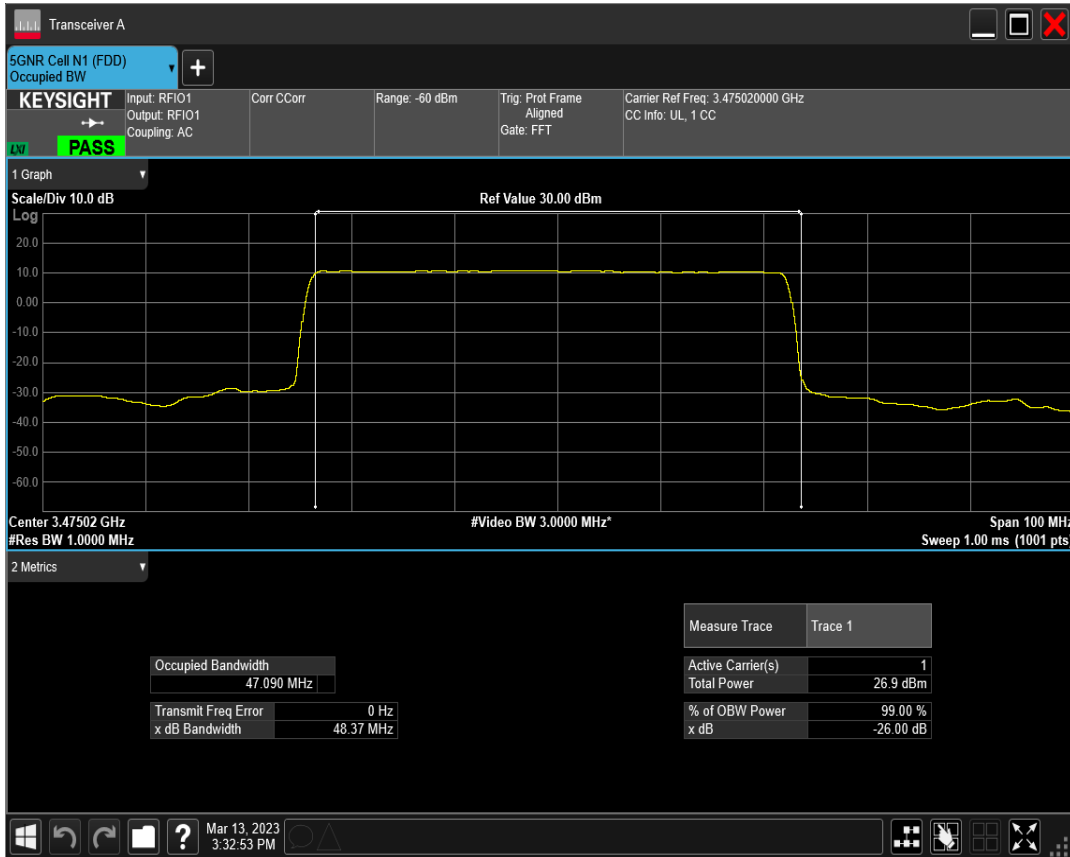 Transceiver A
5GNR Cell N1 (FDD)
Occupied BW
+
KEYSIGHT
LXI
PASS
Input: RFIO1
Output: RFIO1
Coupling: AC
Corr CCorr
Range: -60 dBm
Trig: Prot Frame
Aligned
Gate: FFT
Carrier Ref Freq: 3.475020000 GHz
CC Info: UL, 1 CC
1 Graph
Scale/Div 10.0 dB
Ref Value 30.00 dBm
Log
20.0
10.0
0.00
-10.0
-20.0
-30.0
-40.0
-50.0
-60.0
Center 3.47502 GHz
#Video BW 3.0000 MHz*
Span 100 MHz
#Res BW 1.0000 MHz
Sweep 1.00 ms (1001 pts
2 Metrics
Measure Trace Trace 1
Occupied Bandwidth
47.090 MHz
Active Carrier(s) 1
Total Power 26.9 dBm
Transmit Freq Error 0 Hz
x dB Bandwidth 48.37 MHz
% of OBW Power 99.00 %
x dB -26.00 dB
?
Mar 13, 2023
3:32:53 PM